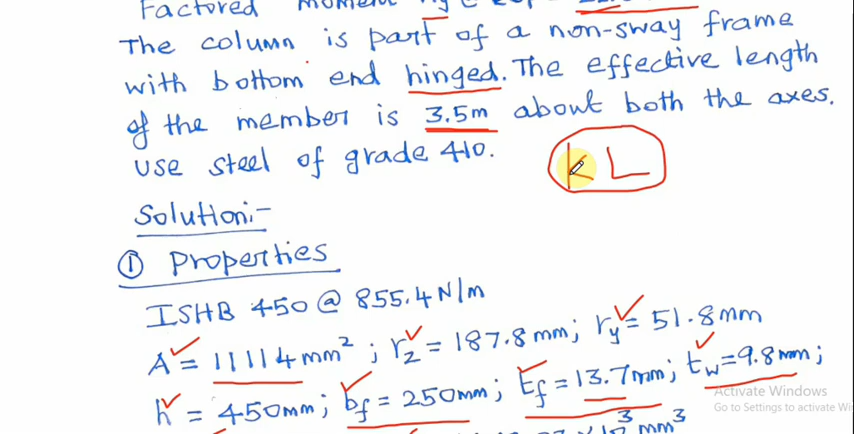 Factored moment
The column is part of a non-sway frame
with bottom end hinged. The effective length
of the member is 3.5m about both the axes.
use steel of grade 410.
KL
Solution:-
① Properties
ISHB 450 @ 855.4 N/m
A = 11114 mm²; rz = 187.8 mm; ry = 51.8 mm
h = 450mm; bf = 250mm; tf = 13.7mm; tw = 9.8 mm;
Activate Windows
Go to Settings to activate Wi
mm³